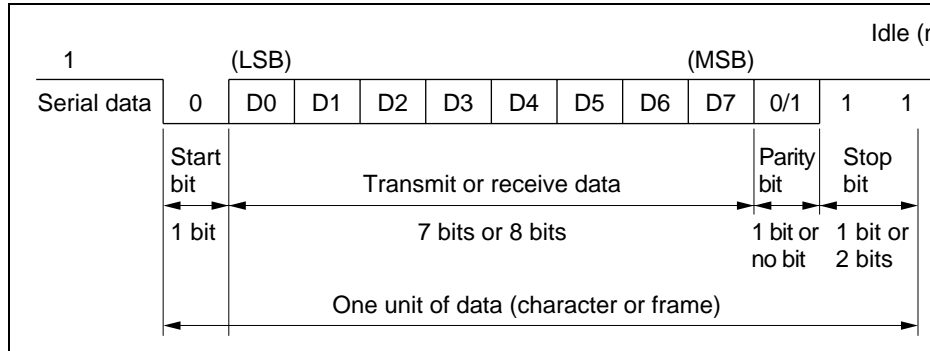 Idle (r
1 (LSB) (MSB)
Serial data 0 D0 D1 D2 D3 D4 D5 D6 D7 0/1 1 1
Start Parity Stop
bit Transmit or receive data bit bit
1 bit 7 bits or 8 bits 1 bit or 1 bit or
no bit 2 bits
One unit of data (character or frame)